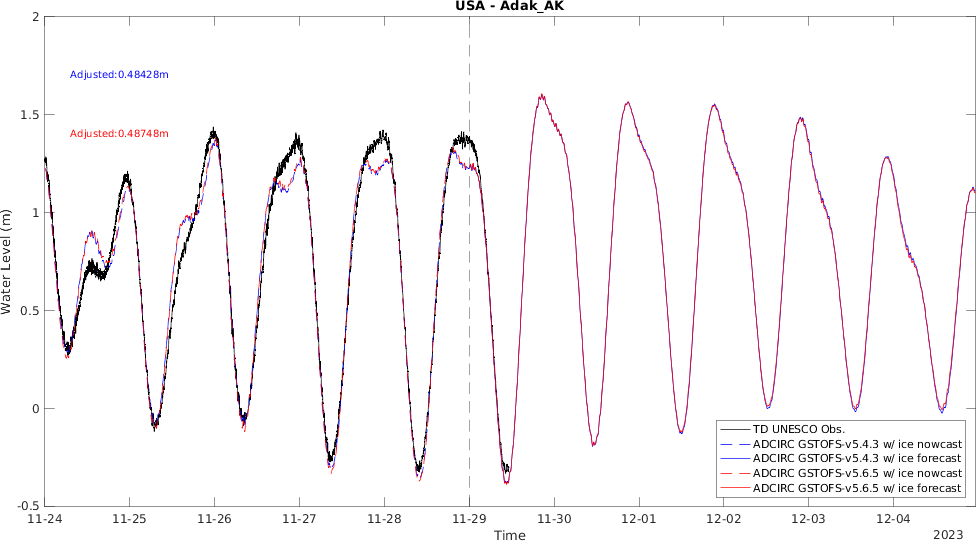 USA - Adak_AK
2
1.5
1
0.5
0
-0.5
Water Level (m)
Adjusted:0.48428m
Adjusted:0.48748m
TD UNESCO Obs.
ADCIRC GSTOFS-v5.4.3 w/ ice nowcast
ADCIRC GSTOFS-v5.4.3 w/ ice forecast
ADCIRC GSTOFS-v5.6.5 w/ ice nowcast
ADCIRC GSTOFS-v5.6.5 w/ ice forecast
11-24 11-25 11-26 11-27 11-28 11-29 11-30 12-01 12-02 12-03 12-04
Time
2023